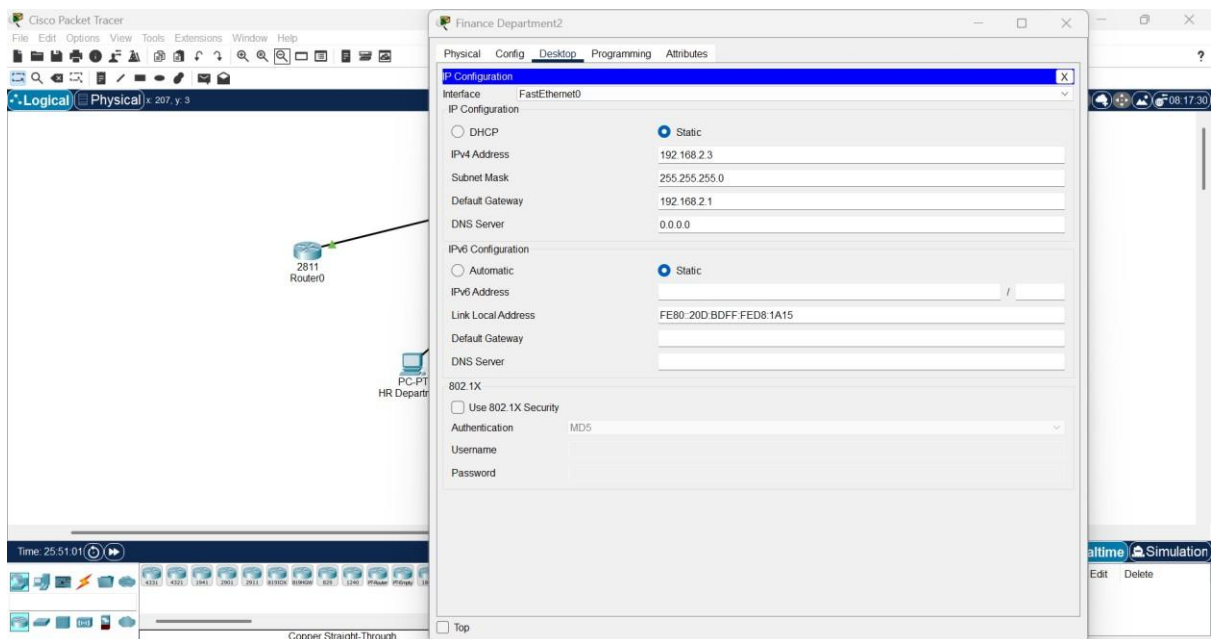 Cisco Packet Tracer
File Edit Options View Tools Extensions Window Help
?
Logical Physical x: 207, y: 3
08:17:30
2811
Router0
PC-PT
HR Departm
Time: 25:51:01
4331 4321 1941 2901 2911 819IOX 819HGW 829 1240
Copper Straight-Through
Finance Department2
Physical Config Desktop Programming Attributes
IP Configuration X
Interface FastEthernet0
IP Configuration
DHCP Static
IPv4 Address 192.168.2.3
Subnet Mask 255.255.255.0
Default Gateway 192.168.2.1
DNS Server 0.0.0.0
IPv6 Configuration
Automatic Static
IPv6 Address /
Link Local Address FE80::20D:BDFF:FED8:1A15
Default Gateway
DNS Server
802.1X
Use 802.1X Security
Authentication MD5
Username
Password
Top
altime Simulation
Edit Delete